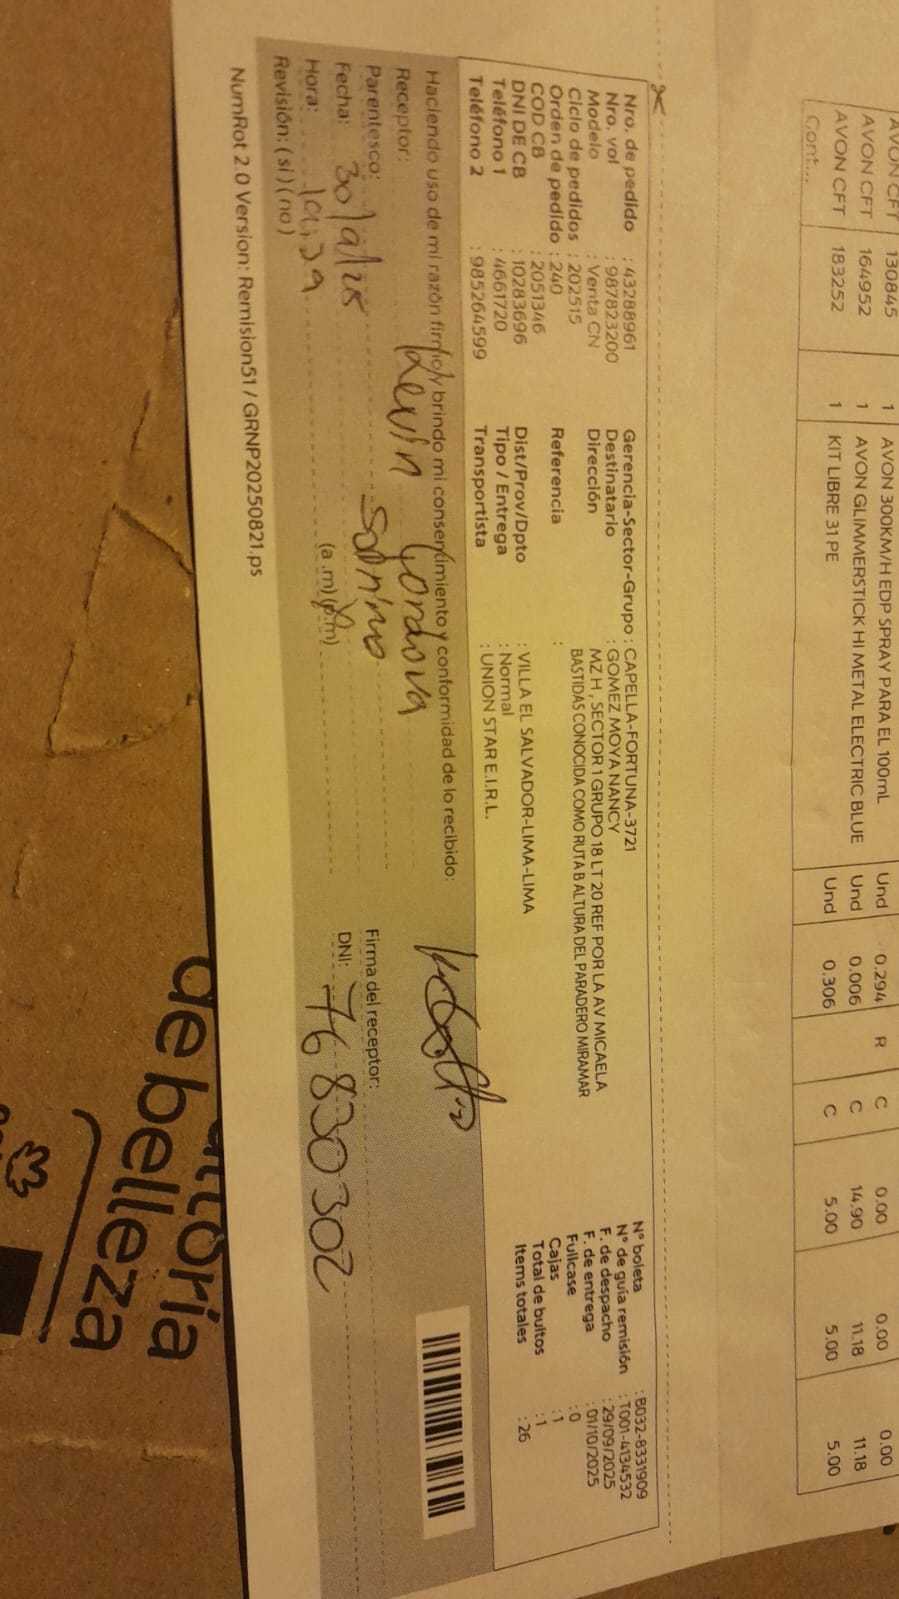 AVON CFT 130845 1 AVON 300KM/H EDP SPRAY PARA EL 100mL Und 0.294 R C 0.00 0.00 0.00
AVON CFT 164952 1 AVON GLIMMERSTICK HI METAL ELECTRIC BLUE Und 0.006 C 14.90 11.18 11.18
AVON CFT 183252 1 KIT LIBRE 31 PE Und 0.306 C 5.00 5.00 5.00
Cont...
Nro. de pedido : 43288961
Nro. vol : 987823200
Modelo : Venta CN
Ciclo de pedidos : 202515
Orden de pedido : 240
COD CB : 2051346
DNI DE CB : 10283696
Teléfono 1 : 4661720
Teléfono 2 : 985264599
Gerencia-Sector-Grupo : CAPELLA-FORTUNA-3721
Destinatario : GOMEZ MOYA NANCY
Dirección : MZ H , SECTOR 1 GRUPO 18 LT 20 REF POR LA AV MICAELA
BASTIDAS CONOCIDA COMO RUTA B ALTURA DEL PARADERO MIRAMAR
Referencia :
Dist/Prov/Dpto : VILLA EL SALVADOR-LIMA-LIMA
Tipo / Entrega : Normal
Transportista : UNION STAR E.I.R.L.
N° boleta : B032-8331909
N° de guía remisión : T001-4134532
F. de despacho : 29/09/2025
F. de entrega : 01/10/2025
Fullcase : 0
Cajas : 1
Total de bultos : 1
Items totales : 26
Haciendo uso de mi razón firmo y brindo mi consentimiento y conformidad de lo recibido:
Receptor: Kevin Cordova
Parentesco: sobrino
Firma del receptor:
Fecha: 30/9/25
DNI: 76830302
Hora: (a.m) (p.m)
Revisión: (si) (no)
NumRot 2.0 Version: Remision51 / GRNP20250821.ps
de belleza